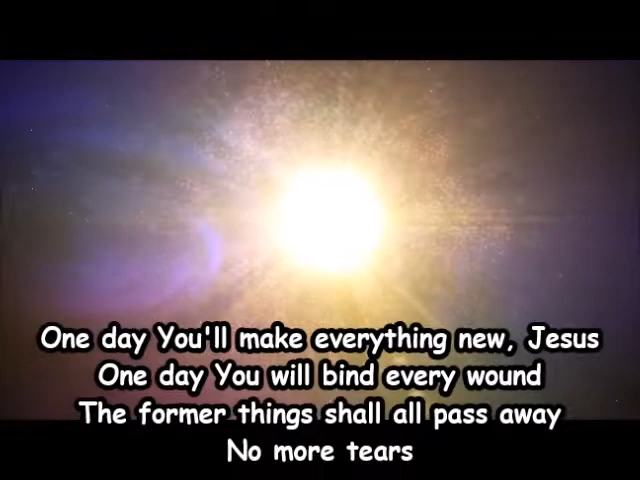 One day You'll make everything new, Jesus
One day You will bind every wound
The former things shall all pass away
No more tears